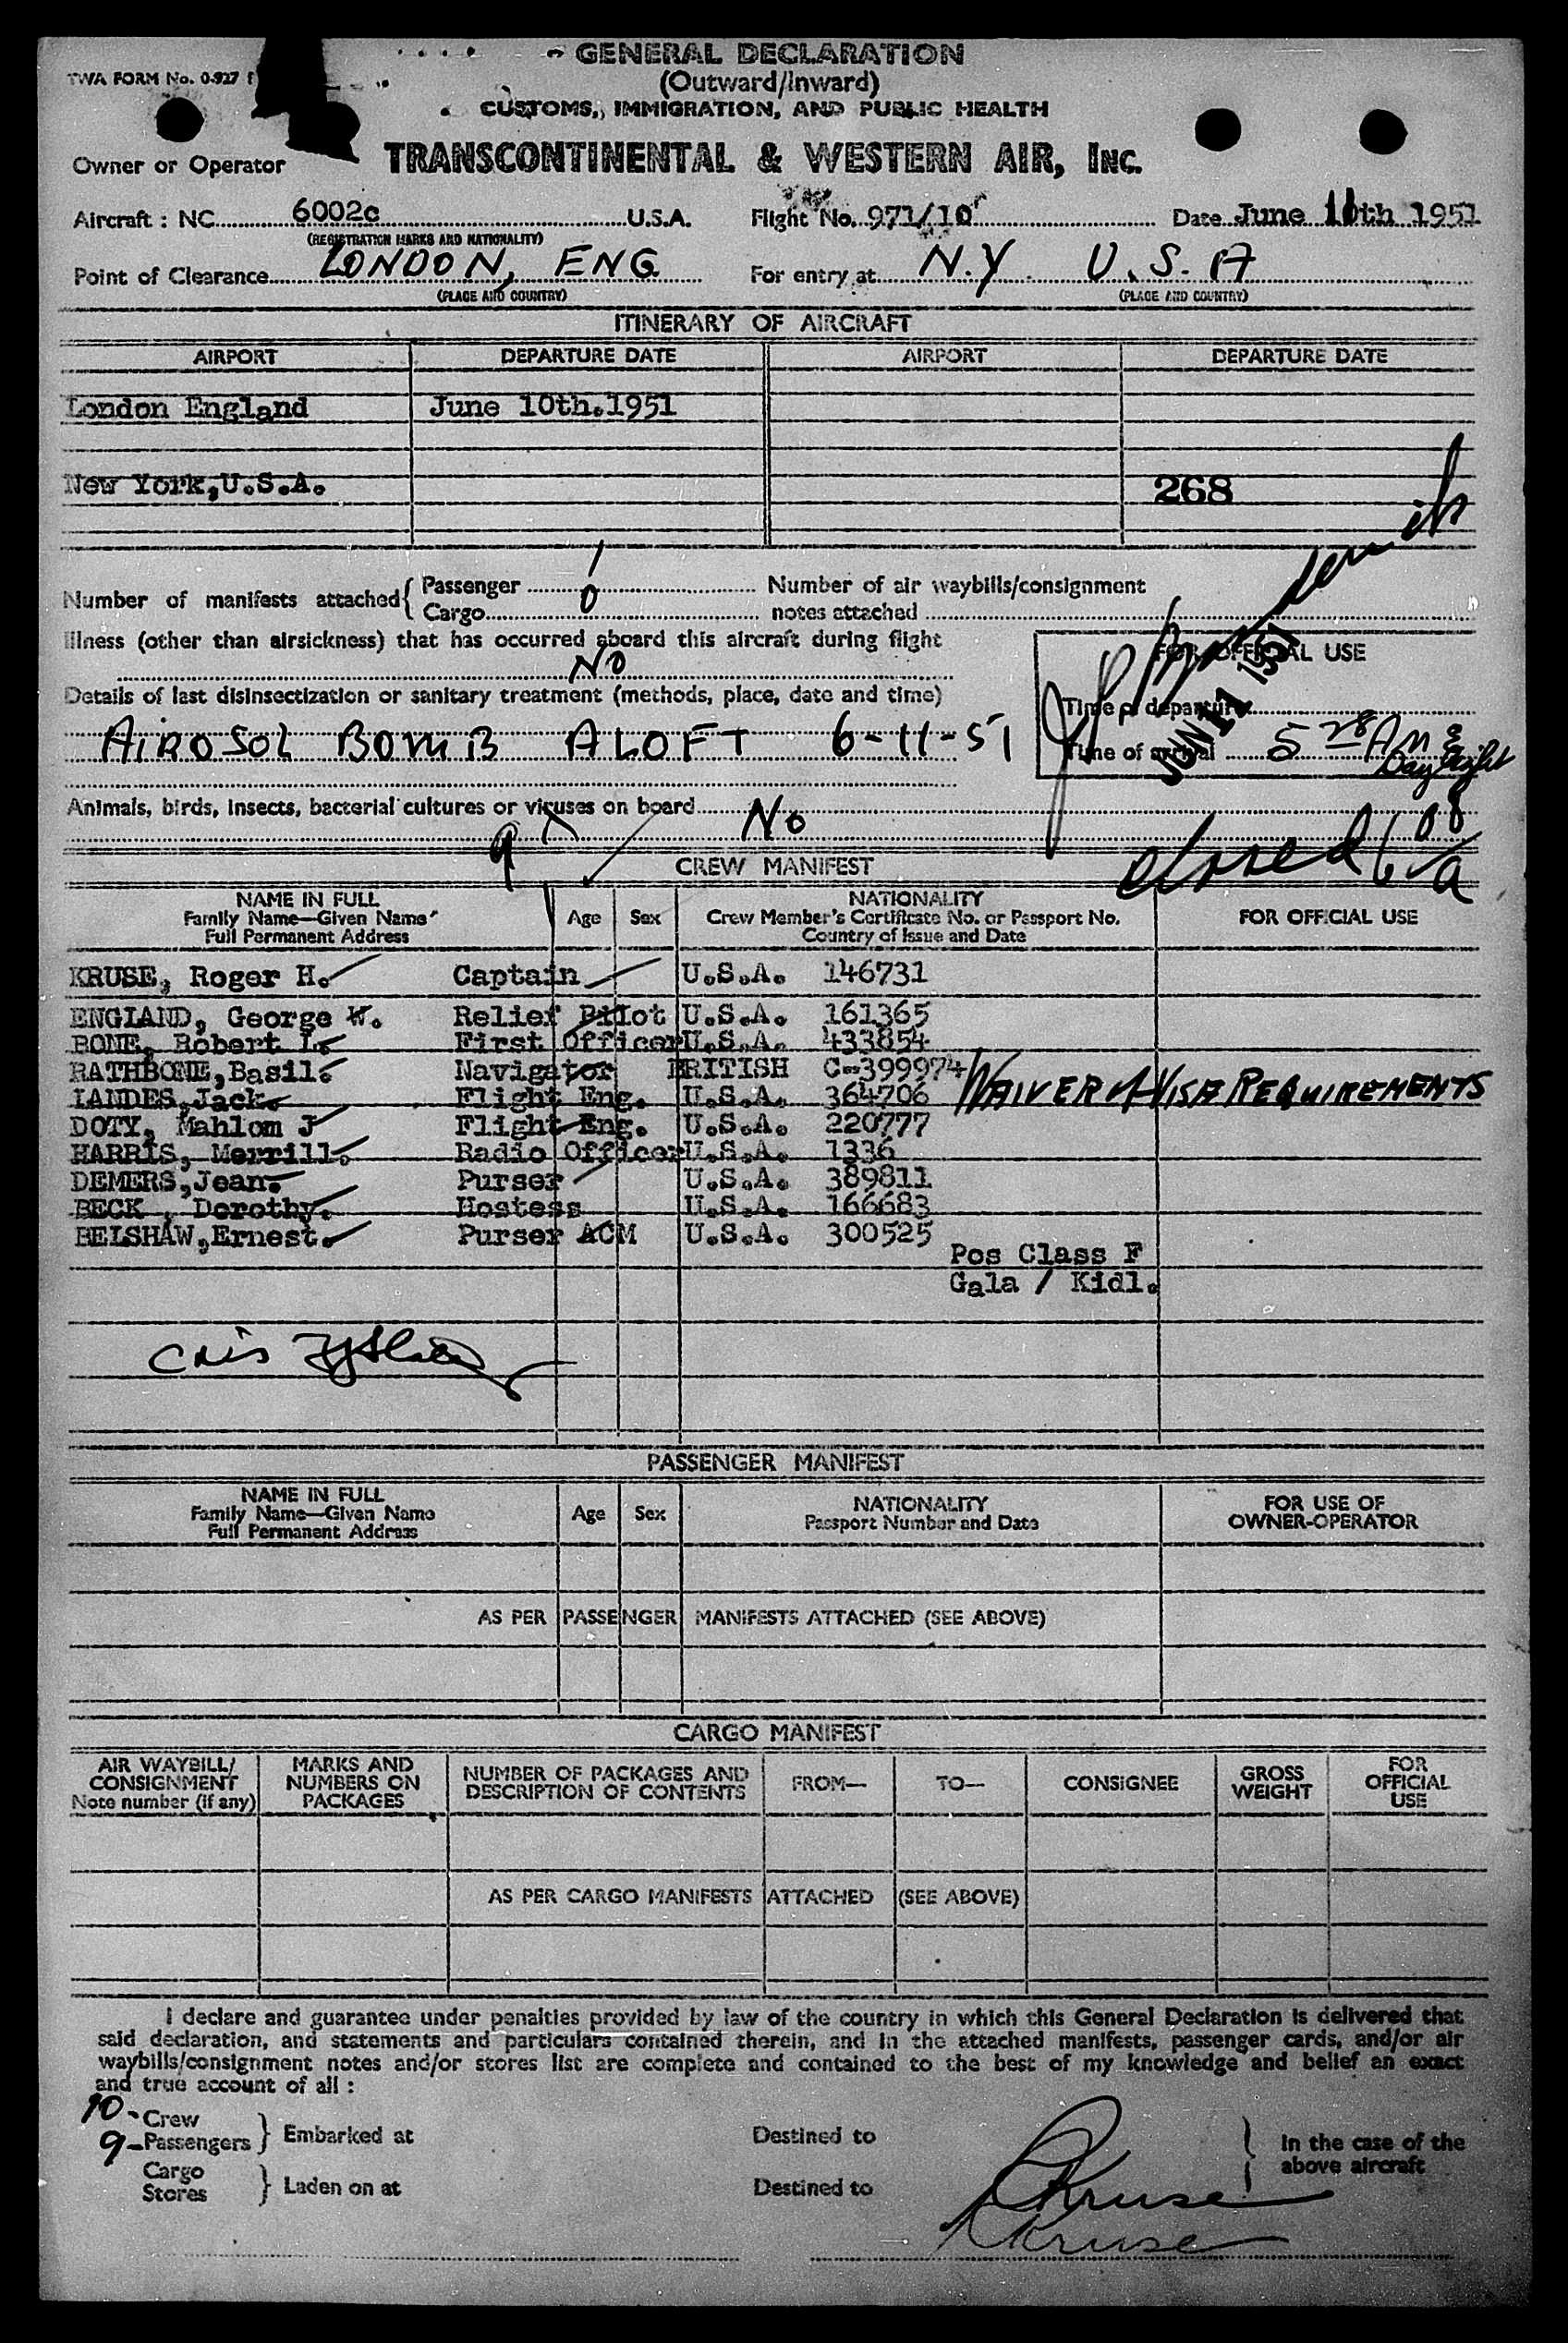 GENERAL DECLARATION
TWA FORM No. 0-927
(Outward/Inward)
CUSTOMS, IMMIGRATION, AND PUBLIC HEALTH
Owner or Operator TRANSCONTINENTAL & WESTERN AIR, Inc.
Aircraft : NC 6002c U.S.A. Flight No. 971/10 Date June 10th 1951
(REGISTRATION MARKS AND NATIONALITY)
Point of Clearance LONDON, ENG For entry at N.Y. U.S.A
(PLACE AND COUNTRY) (PLACE AND COUNTRY)
ITINERARY OF AIRCRAFT
AIRPORT DEPARTURE DATE AIRPORT DEPARTURE DATE
London England June 10th.1951
New York,U.S.A. 268
Number of manifests attached { Passenger 1 Number of air waybills/consignment
Cargo 0 notes attached
Illness (other than airsickness) that has occurred aboard this aircraft during flight
NO
FOR OFFICIAL USE
Details of last disinsectization or sanitary treatment (methods, place, date and time)
Time of departure
AIROSOL BOMB ALOFT 6-11-51
JUN 11 1951
Time of arrival 5 28 AM
Daylight
Animals, birds, insects, bacterial cultures or viruses on board No
9
closed 6 08/a
CREW MANIFEST
NAME IN FULL
Family Name—Given Name
Full Permanent Address
Age Sex
NATIONALITY
Crew Member's Certificate No. or Passport No.
Country of Issue and Date
FOR OFFICIAL USE
KRUSE, Roger H. Captain U.S.A. 146731
ENGLAND, George W. Relief Pilot U.S.A. 161365
BONE, Robert L. First Officer U.S.A. 433854
RATHBONE,Basil. Navigator BRITISH C-399974 WAIVER OF VISA REQUIREMENTS
LANDES,Jack. Flight Eng. U.S.A. 364706
DOTY, Mahlom J Flight Eng. U.S.A. 220777
HARRIS, Merrill. Radio Officer U.S.A. 1336
DEMERS,Jean. Purser U.S.A. 389811
BECK , Dorothy. Hostess U.S.A. 166683
BELSHAW,Ernest. Purser ACM U.S.A. 300525
Pos Class F
Gala / Kidl.
PASSENGER MANIFEST
NAME IN FULL
Family Name—Given Name
Full Permanent Address
Age Sex
NATIONALITY
Passport Number and Date
FOR USE OF
OWNER-OPERATOR
AS PER PASSENGER MANIFESTS ATTACHED (SEE ABOVE)
CARGO MANIFEST
AIR WAYBILL/
CONSIGNMENT
Note number (if any)
MARKS AND
NUMBERS ON
PACKAGES
NUMBER OF PACKAGES AND
DESCRIPTION OF CONTENTS
FROM— TO— CONSIGNEE
GROSS
WEIGHT
FOR
OFFICIAL
USE
AS PER CARGO MANIFESTS ATTACHED (SEE ABOVE)
I declare and guarantee under penalties provided by law of the country in which this General Declaration is delivered that
said declaration, and statements and particulars contained therein, and in the attached manifests, passenger cards, and/or air
waybills/consignment notes and/or stores list are complete and contained to the best of my knowledge and belief an exact
and true account of all :
10 - Crew
9 - Passengers } Embarked at Destined to
In the case of the
above aircraft
Cargo
Stores } Laden on at Destined to
Kruse
Kruse